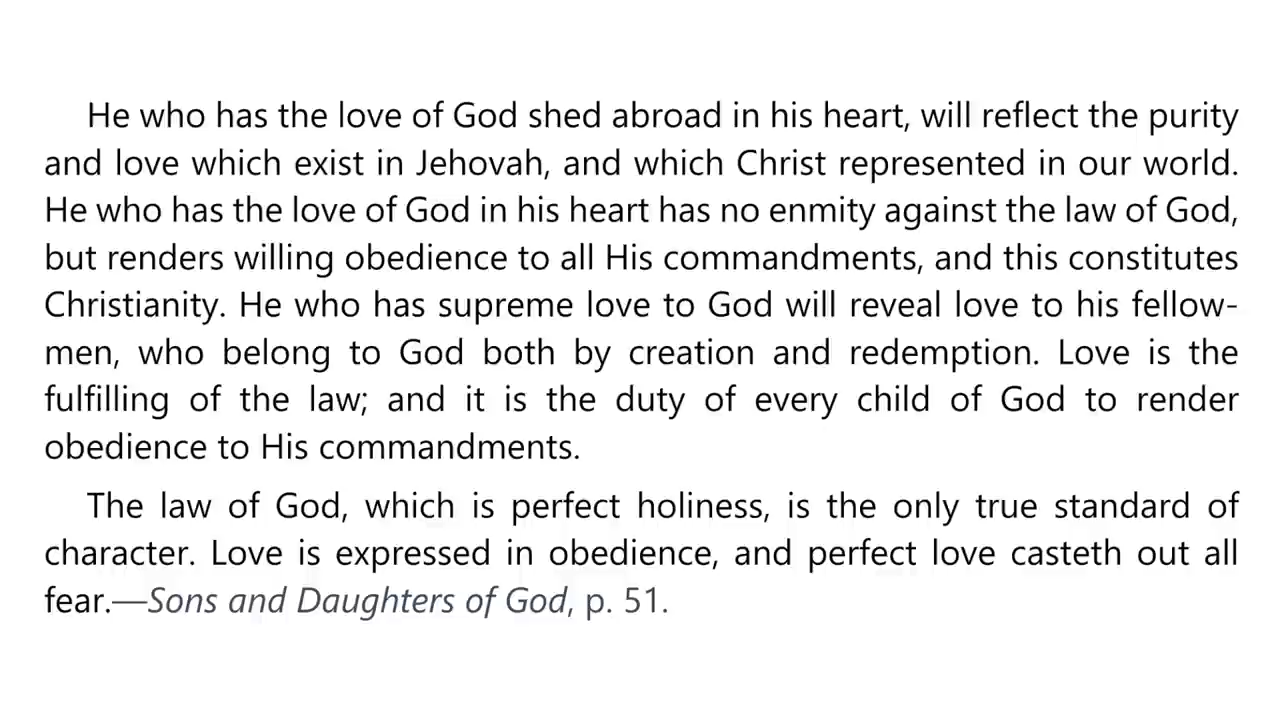 He who has the love of God shed abroad in his heart, will reflect the purity
and love which exist in Jehovah, and which Christ represented in our world.
He who has the love of God in his heart has no enmity against the law of God,
but renders willing obedience to all His commandments, and this constitutes
Christianity. He who has supreme love to God will reveal love to his fellow-
men, who belong to God both by creation and redemption. Love is the
fulfilling of the law; and it is the duty of every child of God to render
obedience to His commandments.
The law of God, which is perfect holiness, is the only true standard of
character. Love is expressed in obedience, and perfect love casteth out all
fear.—Sons and Daughters of God, p. 51.